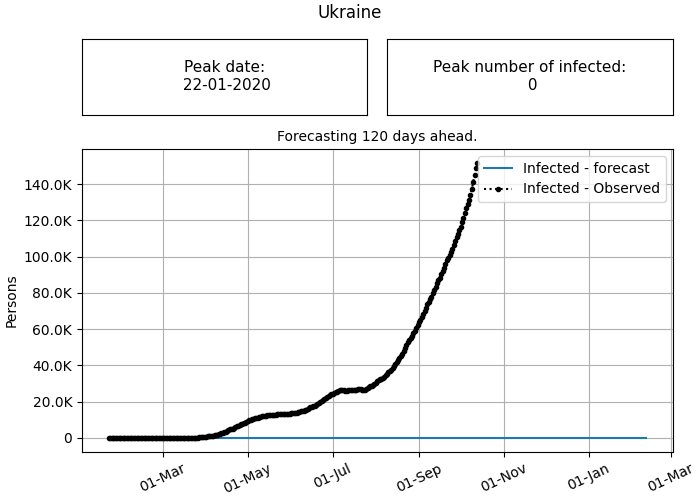 Ukraine
Peak date:
22-01-2020
Peak number of infected:
0
Forecasting 120 days ahead.
Infected - forecast
Infected - Observed
Persons
140.0K
120.0K
100.0K
80.0K
60.0K
40.0K
20.0K
0
01-Mar
01-May
01-Jul
01-Sep
01-Nov
01-Jan
01-Mar